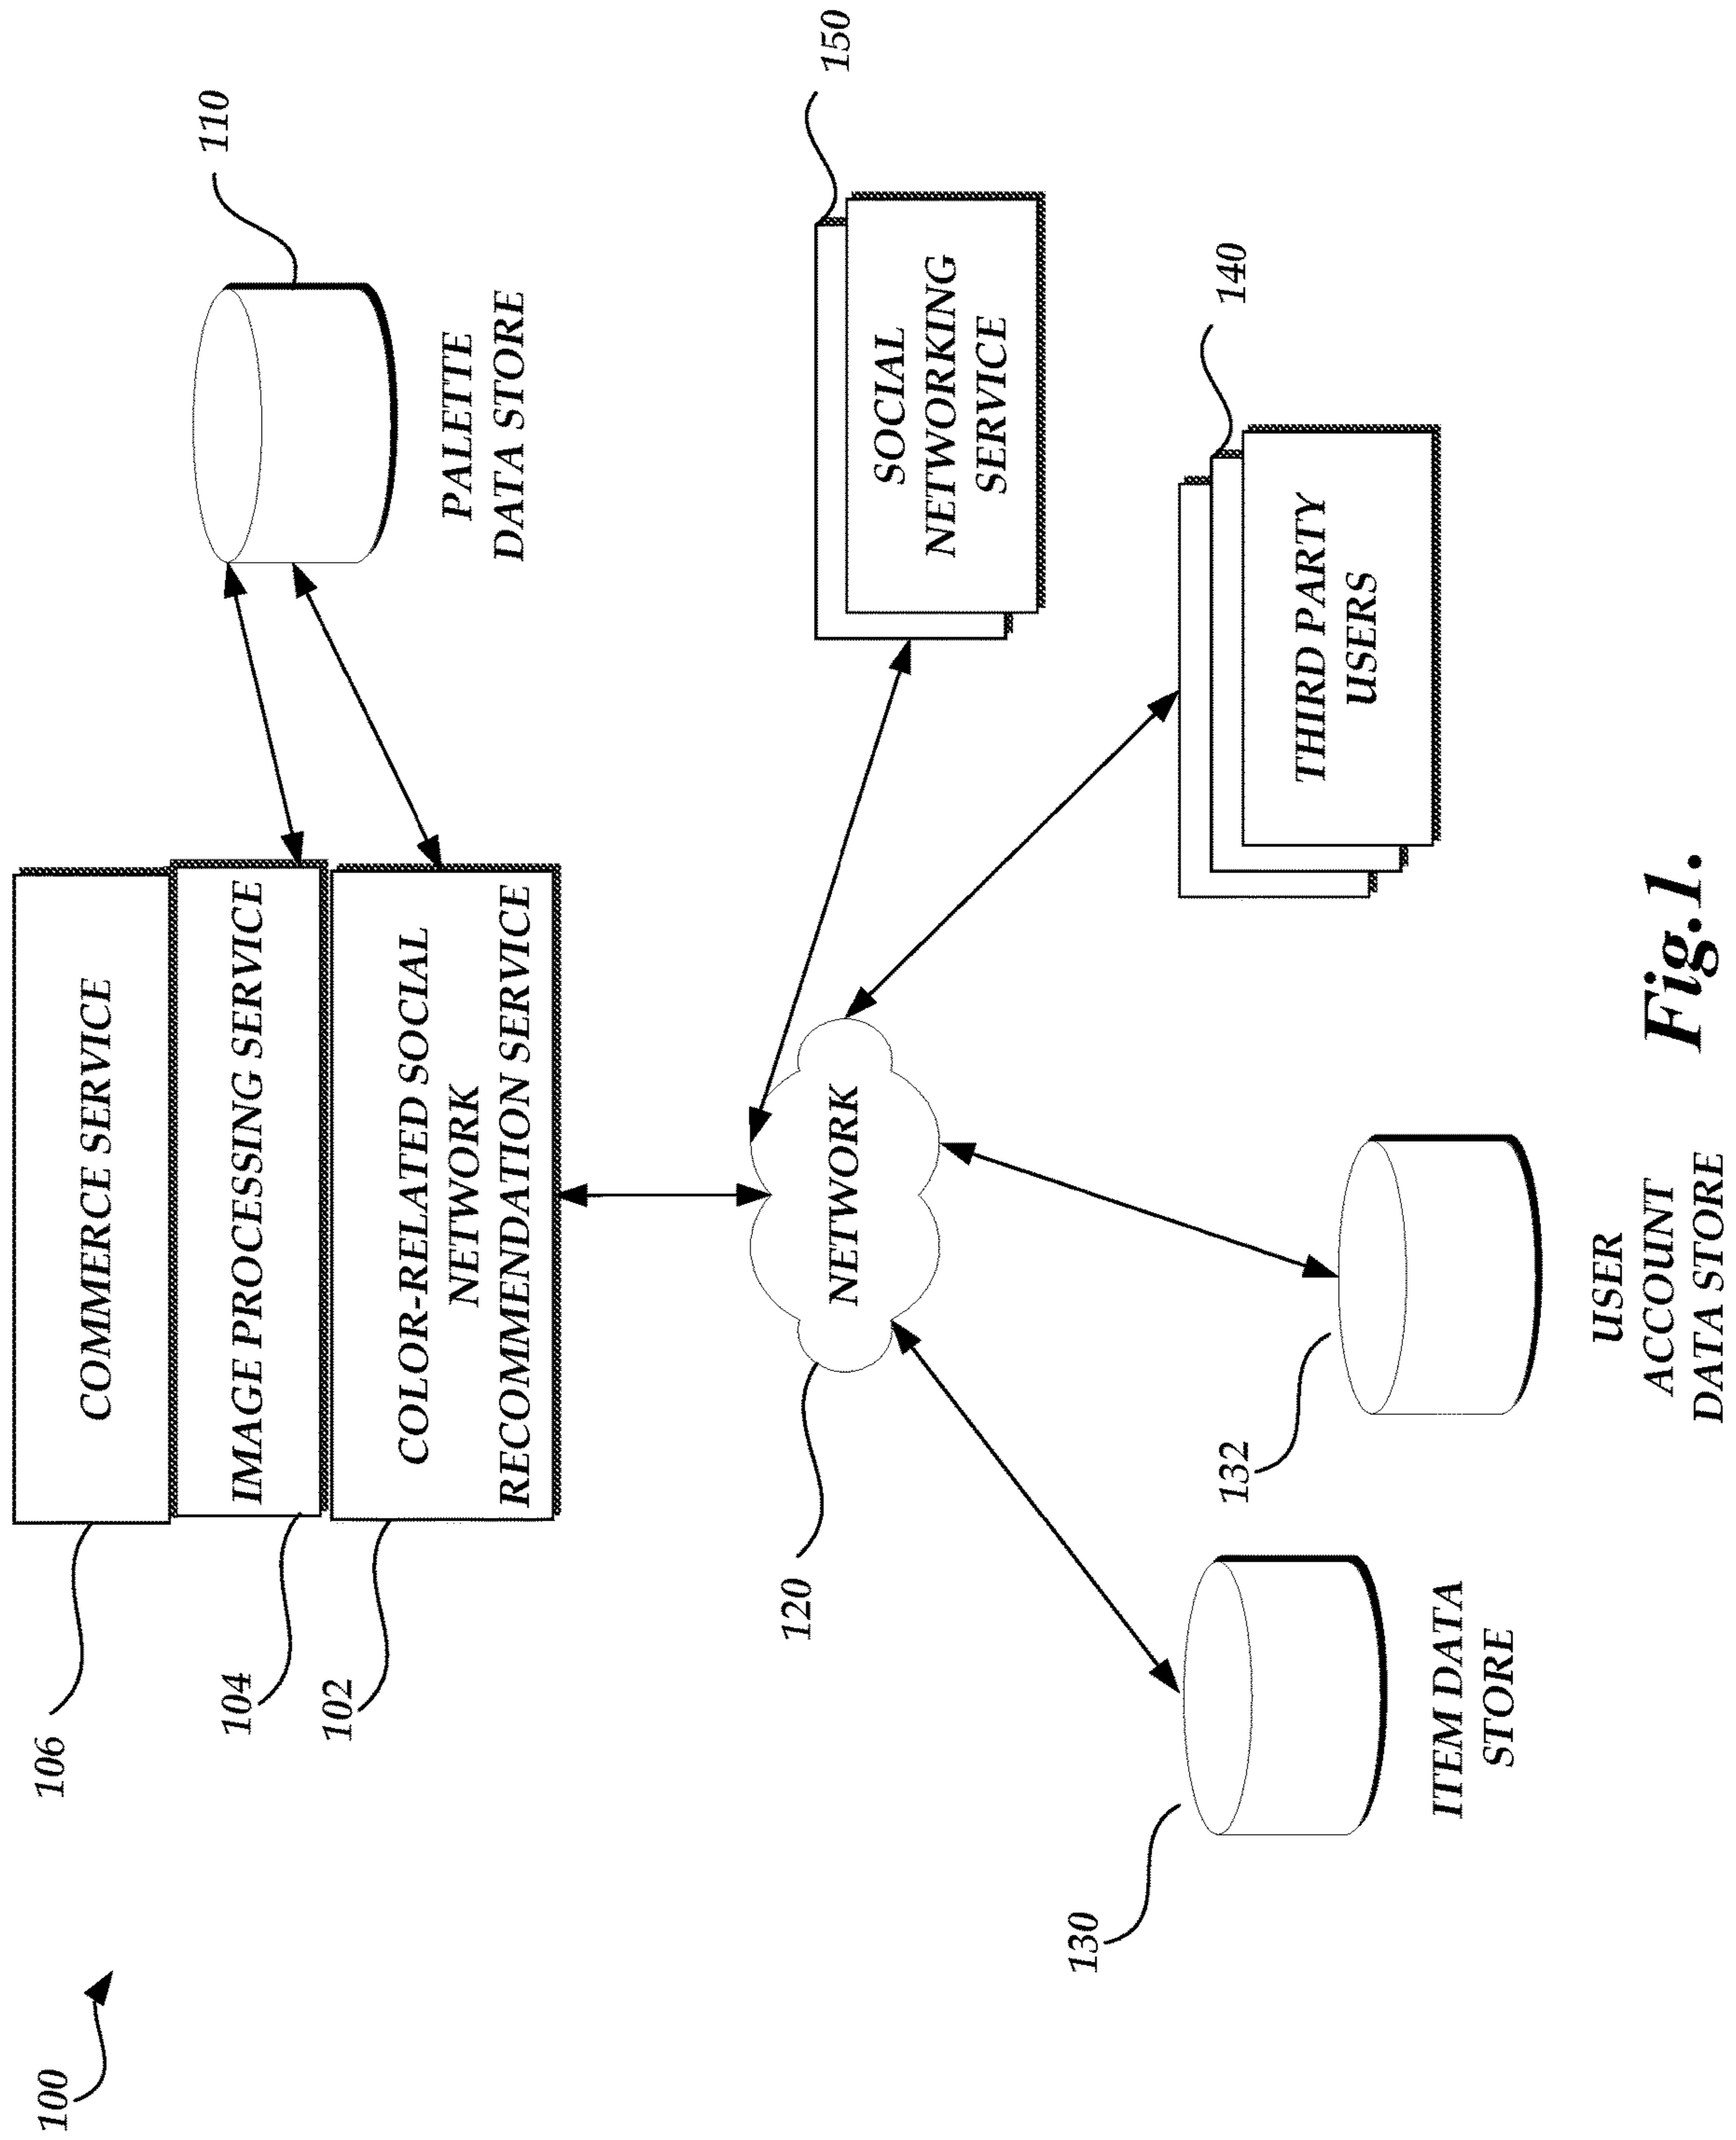 100
106
COMMERCE SERVICE
104
IMAGE PROCESSING SERVICE
102
COLOR-RELATED SOCIAL
NETWORK
RECOMMENDATION SERVICE
110
PALETTE
DATA STORE
120
NETWORK
150
SOCIAL
NETWORKING
SERVICE
140
THIRD PARTY
USERS
130
ITEM DATA
STORE
132
USER
ACCOUNT
DATA STORE
Fig.1.